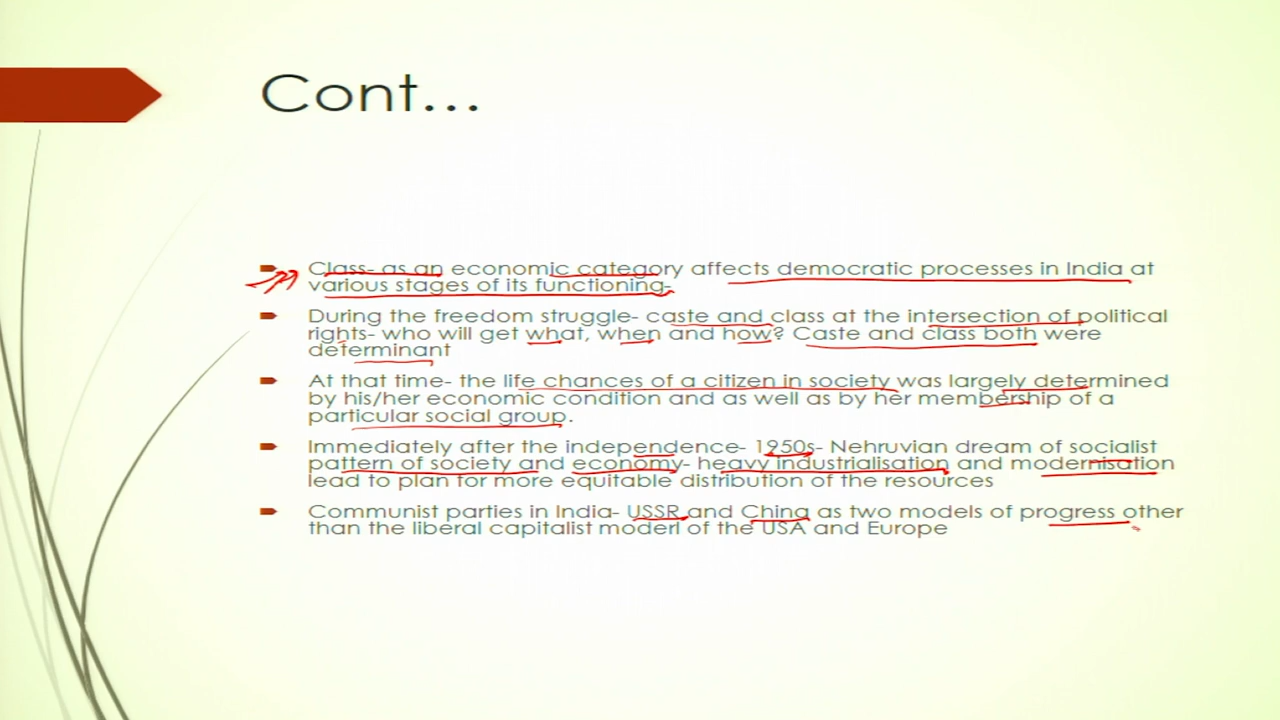 Cont...
Class- as an economic category affects democratic processes in India at
various stages of its functioning-
During the freedom struggle- caste and class at the intersection of political
rights- who will get what, when and how? Caste and class both were
determinant
At that time- the life chances of a citizen in society was largely determined
by his/her economic condition and as well as by her membership of a
particular social group.
Immediately after the independence- 1950s- Nehruvian dream of socialist
pattern of society and economy- heavy industrialisation and modernisation
lead to plan for more equitable distribution of the resources
Communist parties in India- USSR and China as two models of progress other
than the liberal capitalist moderl of the USA and Europe